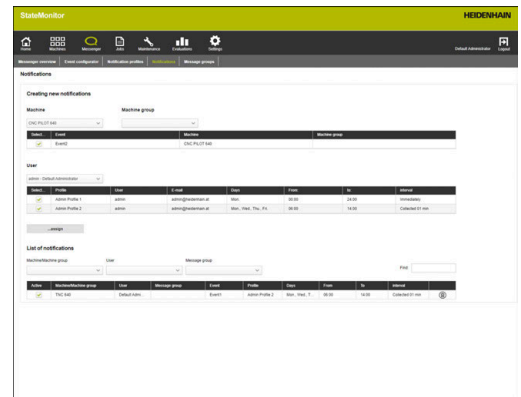 StateMonitor
HEIDENHAIN
Home
Machines
Messenger
Jobs
Maintenance
Evaluations
Settings
Default Administrator
Logout
Messenger overview
Event configurator
Notification profiles
Notifications
Message groups
Notifications
Creating new notifications
Machine Machine group
CNC PILOT 640
Select... Event Machine Machine group
Event2 CNC PILOT 640
User
admin - Default Administrator
Select... Profile User E-mail Days From to Interval
Admin Profile 1 admin admin@heidenhain.at Mon, 00:00 24:00 Immediately
Admin Profile 2 admin admin@heidenhain.at Mon., Wed., Thu., Fri. 06:00 14:00 Collected 01 min
...assign
List of notifications
Machine/Machine group User Message group
Find:
Active Machine/Machine group User Message group Event Profile Days From To Interval
TNC 640 Default Admi... Event1 Admin Profile 2 Mon., Wed., T... 06:00 14:00 Collected 01 min